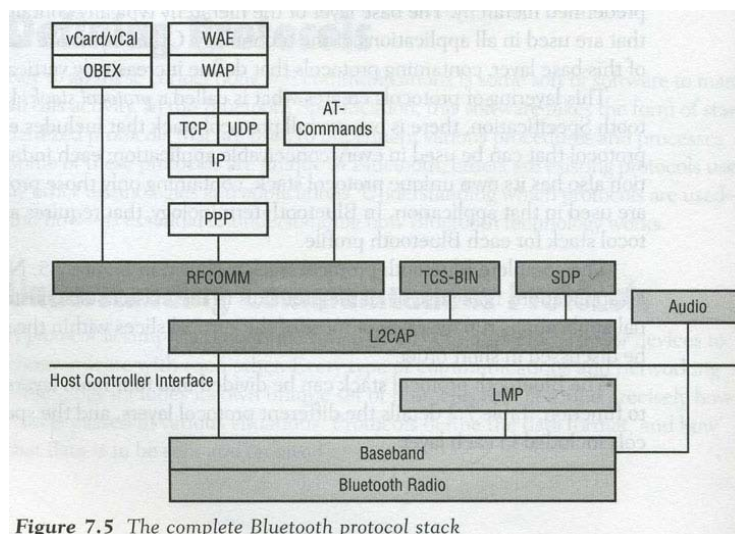 vCard/vCal
OBEX
WAE
WAP
TCP UDP
IP
PPP
AT-
Commands
RFCOMM
TCS-BIN
SDP
Audio
L2CAP
Host Controller Interface
LMP
Baseband
Bluetooth Radio
Figure 7.5 The complete Bluetooth protocol stack